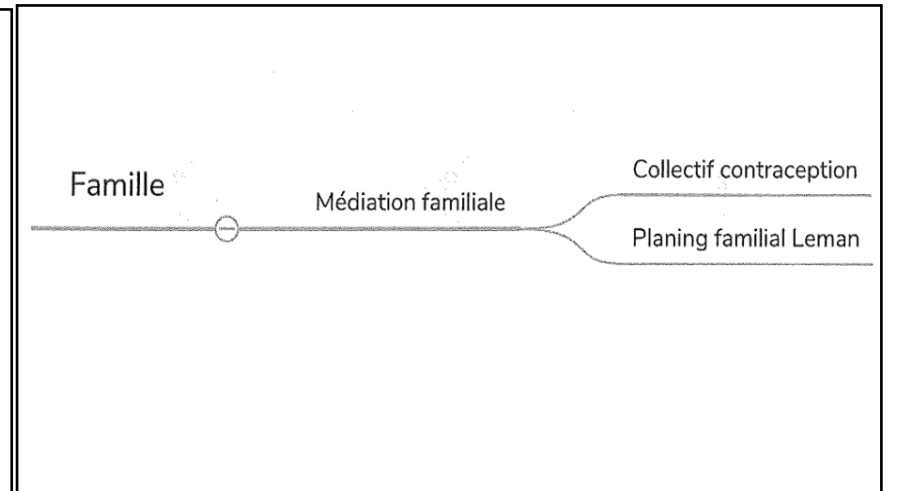 Famille
Médiation familiale
Collectif contraception
Planing familial Leman